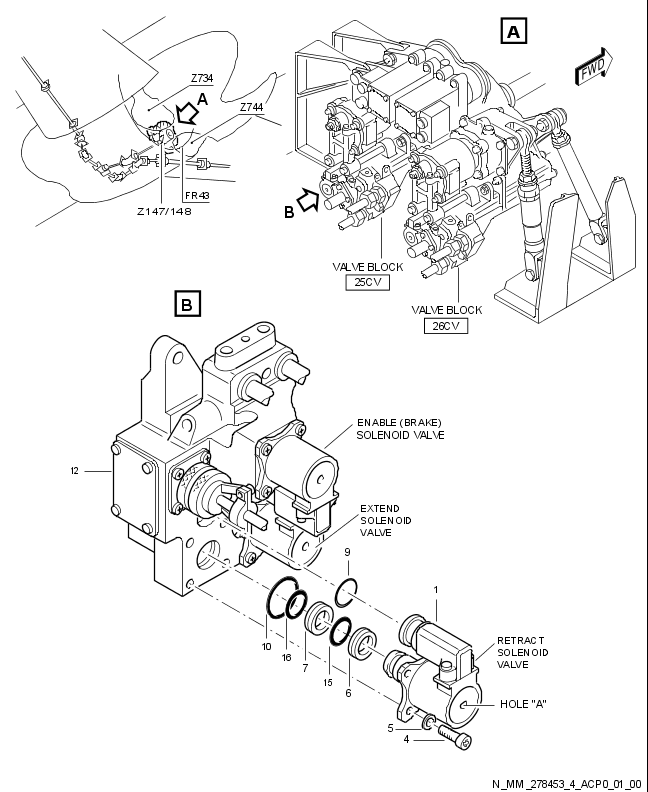 A
Z734
A
Z744
FR43
Z147/148
FWD
B
VALVE BLOCK
25CV
VALVE BLOCK
26CV
B
ENABLE (BRAKE)
SOLENOID VALVE
12
EXTEND
SOLENOID
VALVE
9
1
10
16
7
15
6
RETRACT
SOLENOID
VALVE
HOLE "A"
5
4
N_MM_278453_4_ACP0_01_00